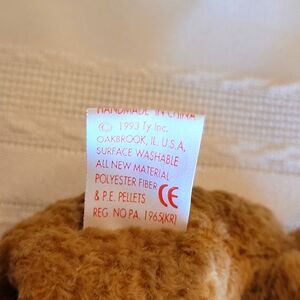 HANDMADE IN CHINA
© 1993 Ty Inc.
OAKBROOK, IL. U.S.A.
SURFACE WASHABLE
ALL NEW MATERIAL
POLYESTER FIBER CE
& P.E. PELLETS
REG. NO PA. 1965(KR)